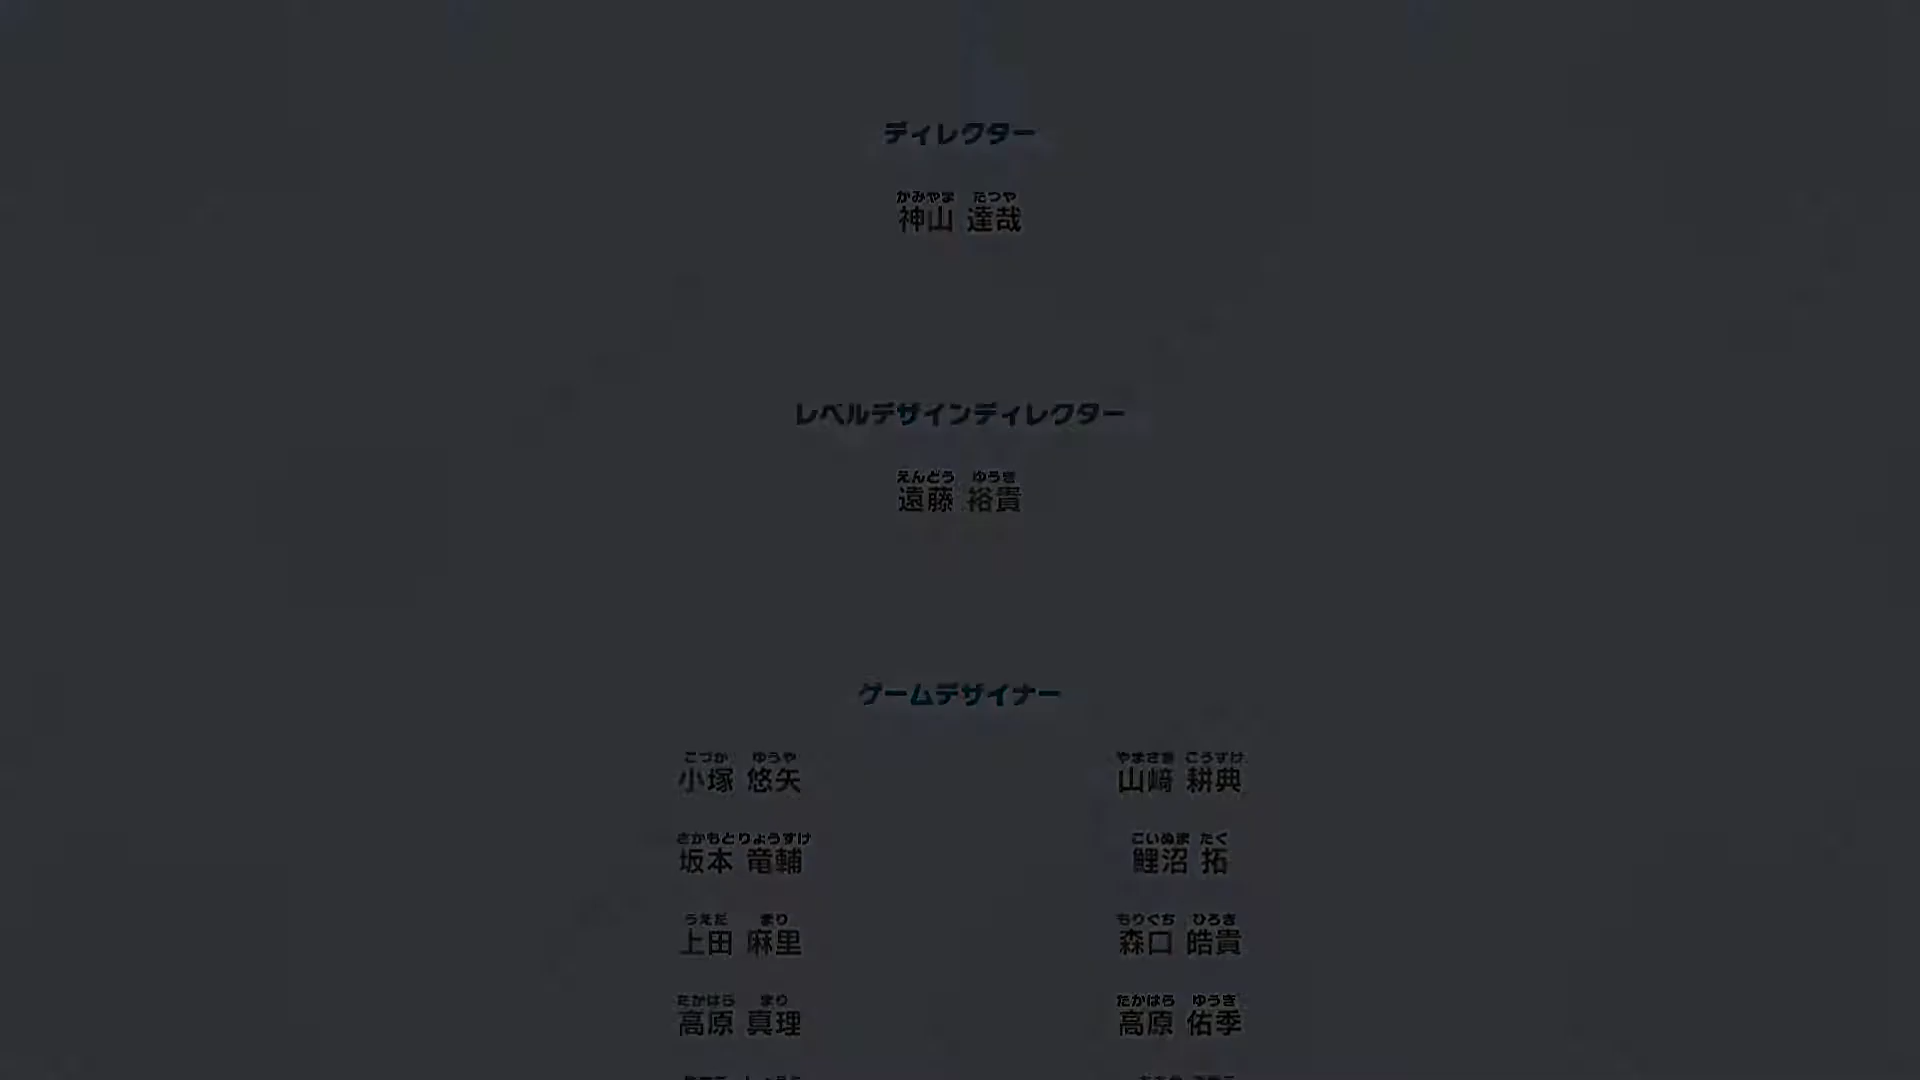 ディレクター
かみやま たつや
神山 達哉
レベルデザインディレクター
えんどう ゆうき
遠藤 裕貴
ゲームデザイナー
こづか ゆうや
小塚 悠矢
やまさき こうすけ
山﨑 耕典
さかもと りょうすけ
坂本 竜輔
こいぬま たく
鯉沼 拓
うえだ まり
上田 麻里
もりぐち ひろき
森口 皓貴
たかはら まり
高原 真理
たかはら ゆうき
高原 佑季